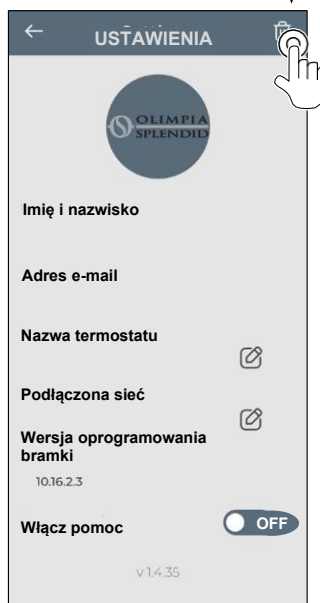 USTAWIENIA
OLIMPIA
SPLENDID
Imię i nazwisko
Adres e-mail
Nazwa termostatu
Podłączona sieć
Wersja oprogramowania
bramki
10.16.2.3
Włącz pomoc
OFF
v 1.4.35